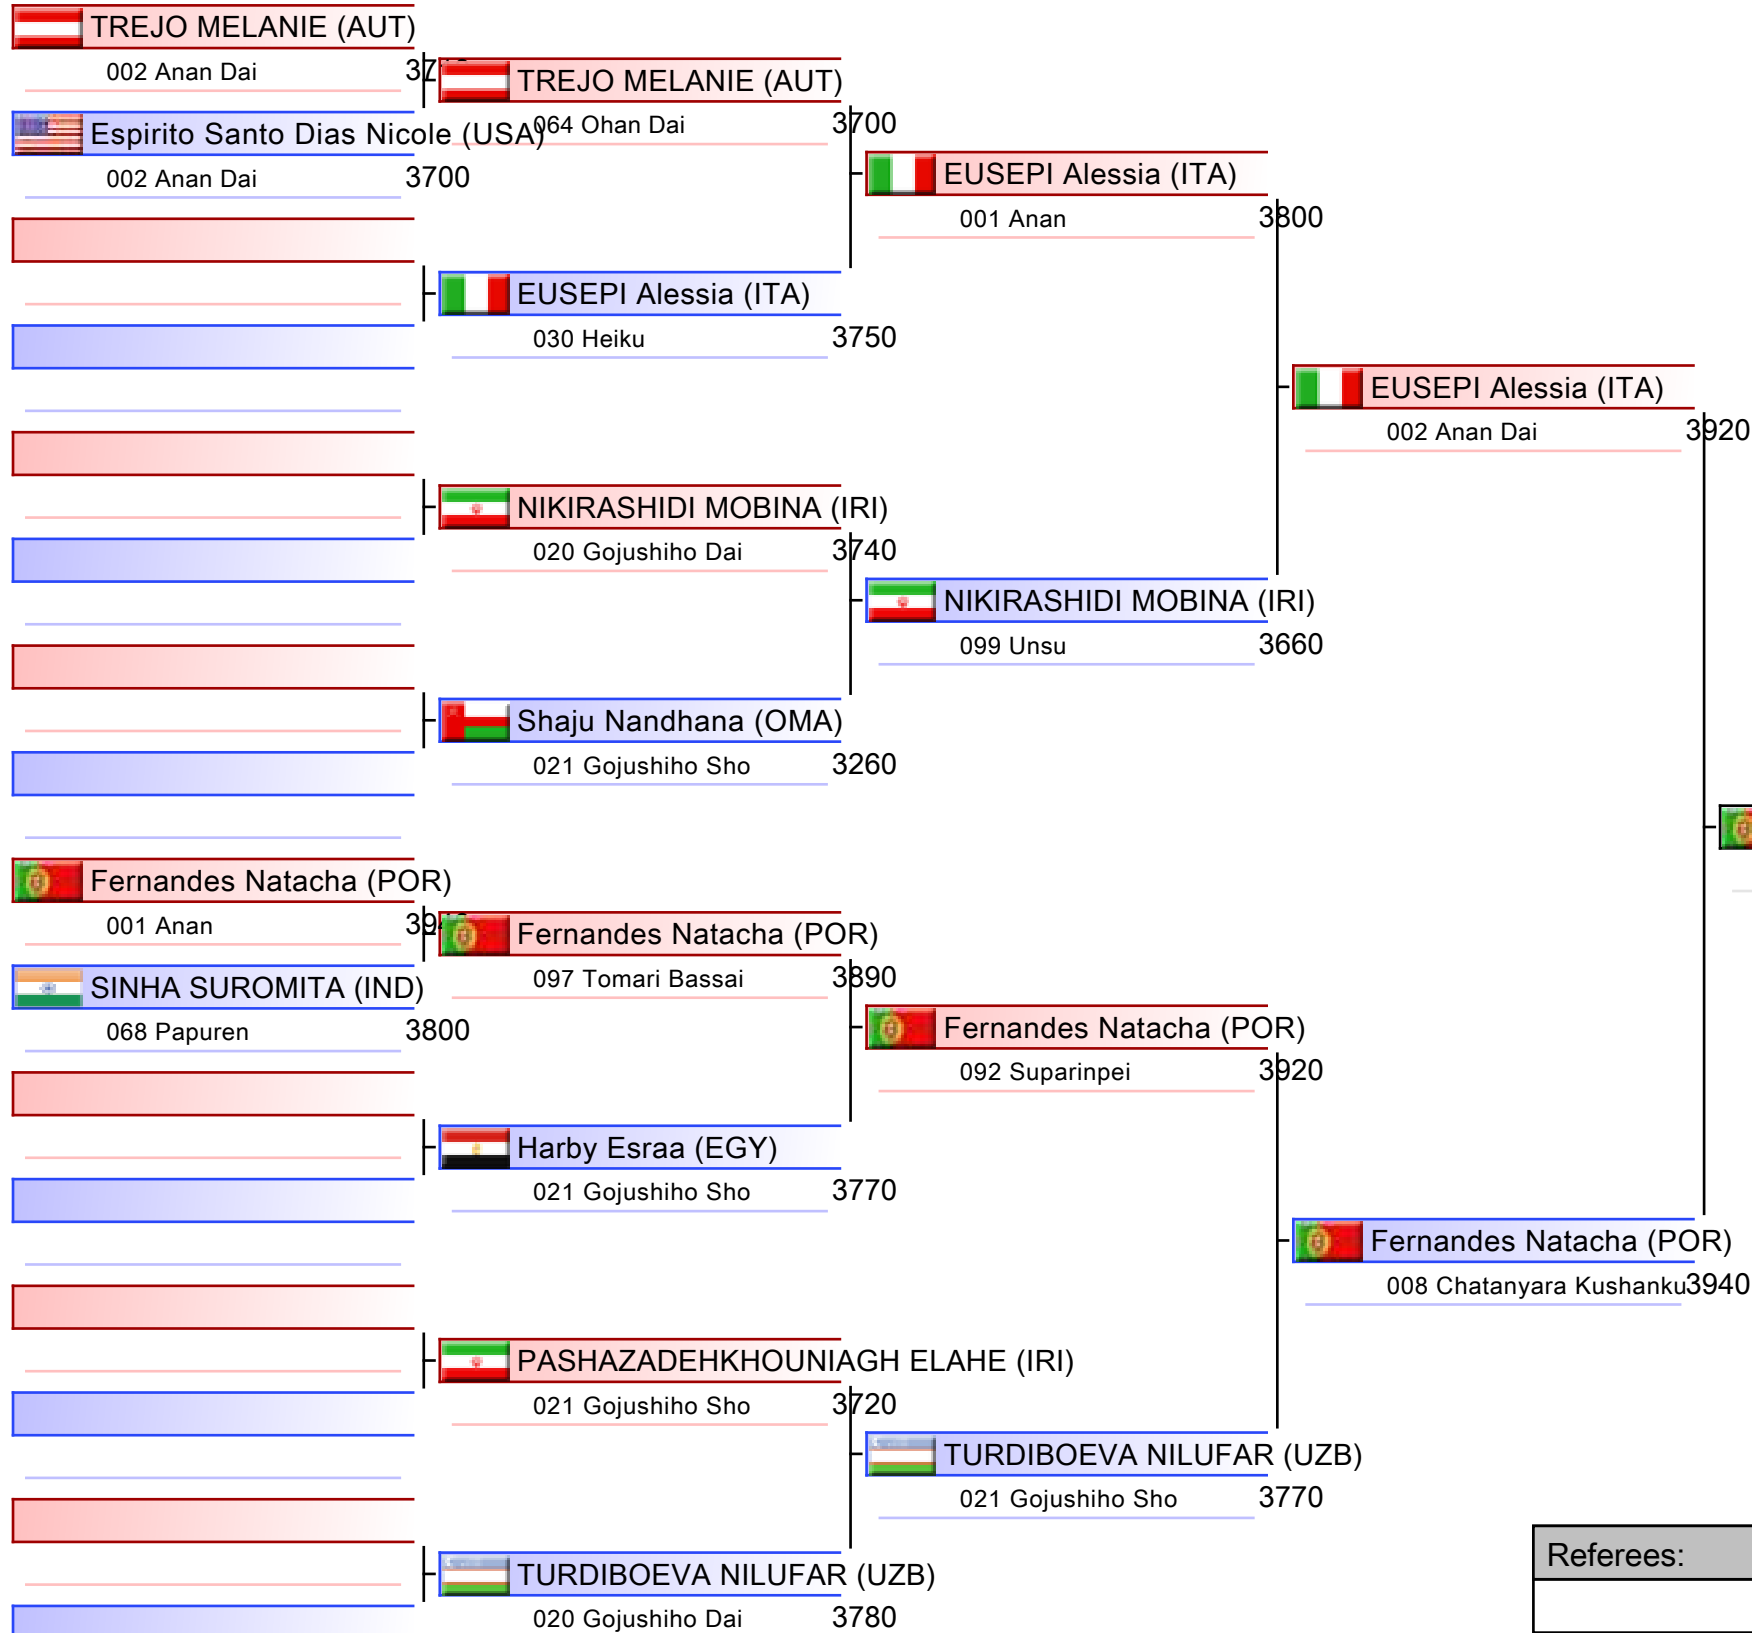 TREJO MELANIE (AUT)
002 Anan Dai
Espirito Santo Dias Nicole (USA)
002 Anan Dai 3700
Fernandes Natacha (POR)
001 Anan
SINHA SUROMITA (IND)
068 Papuren 3800
TREJO MELANIE (AUT)
064 Ohan Dai 3700
EUSEPI Alessia (ITA)
030 Heiku 3750
NIKIRASHIDI MOBINA (IRI)
020 Gojushiho Dai 3740
Shaju Nandhana (OMA)
021 Gojushiho Sho 3260
Fernandes Natacha (POR)
097 Tomari Bassai 3890
Harby Esraa (EGY)
021 Gojushiho Sho 3770
PASHAZADEHKHOUNIAGH ELAHE (IRI)
021 Gojushiho Sho 3720
TURDIBOEVA NILUFAR (UZB)
020 Gojushiho Dai 3780
EUSEPI Alessia (ITA)
001 Anan 3800
NIKIRASHIDI MOBINA (IRI)
099 Unsu 3660
Fernandes Natacha (POR)
092 Suparinpei 3920
TURDIBOEVA NILUFAR (UZB)
021 Gojushiho Sho 3770
EUSEPI Alessia (ITA)
002 Anan Dai 3920
Fernandes Natacha (POR)
008 Chatanyara Kushanku 3940
Referees: